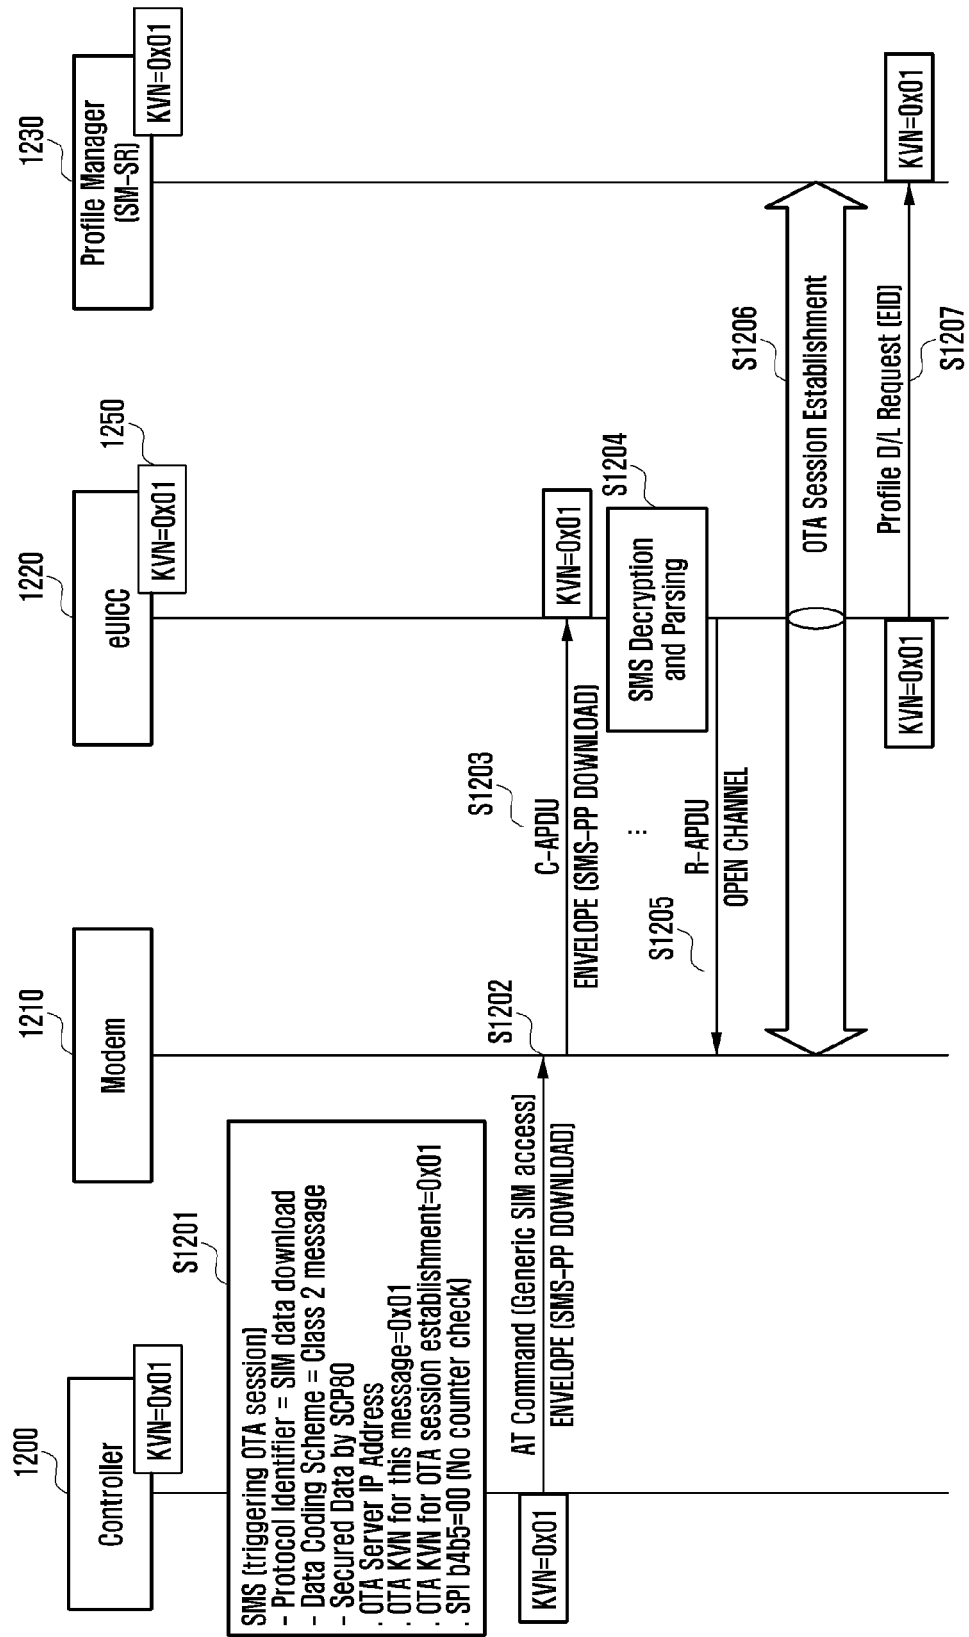 1200
Controller
KVN=0x01
1210
Modem
1220
eUICC
KVN=0x01
1250
1230
Profile Manager
(SM-SR)
KVN=0x01
S1201
SMS (triggering OTA session)
- Protocol Identifier = SIM data download
- Data Coding Scheme = Class 2 message
- Secured Data by SCP80
. OTA Server IP Address
. OTA KVN for this message=0x01
. OTA KVN for OTA session establishment=0x01
. SPI b4b5=00 (No counter check)
KVN=0x01
AT Command (Generic SIM access)
ENVELOPE (SMS-PP DOWNLOAD)
S1202
S1203
C-APDU
ENVELOPE (SMS-PP DOWNLOAD)
KVN=0x01
S1204
SMS Decryption
and Parsing
...
S1205
R-APDU
OPEN CHANNEL
S1206
OTA Session Establishment
KVN=0x01
Profile D/L Request (EID)
KVN=0x01
S1207